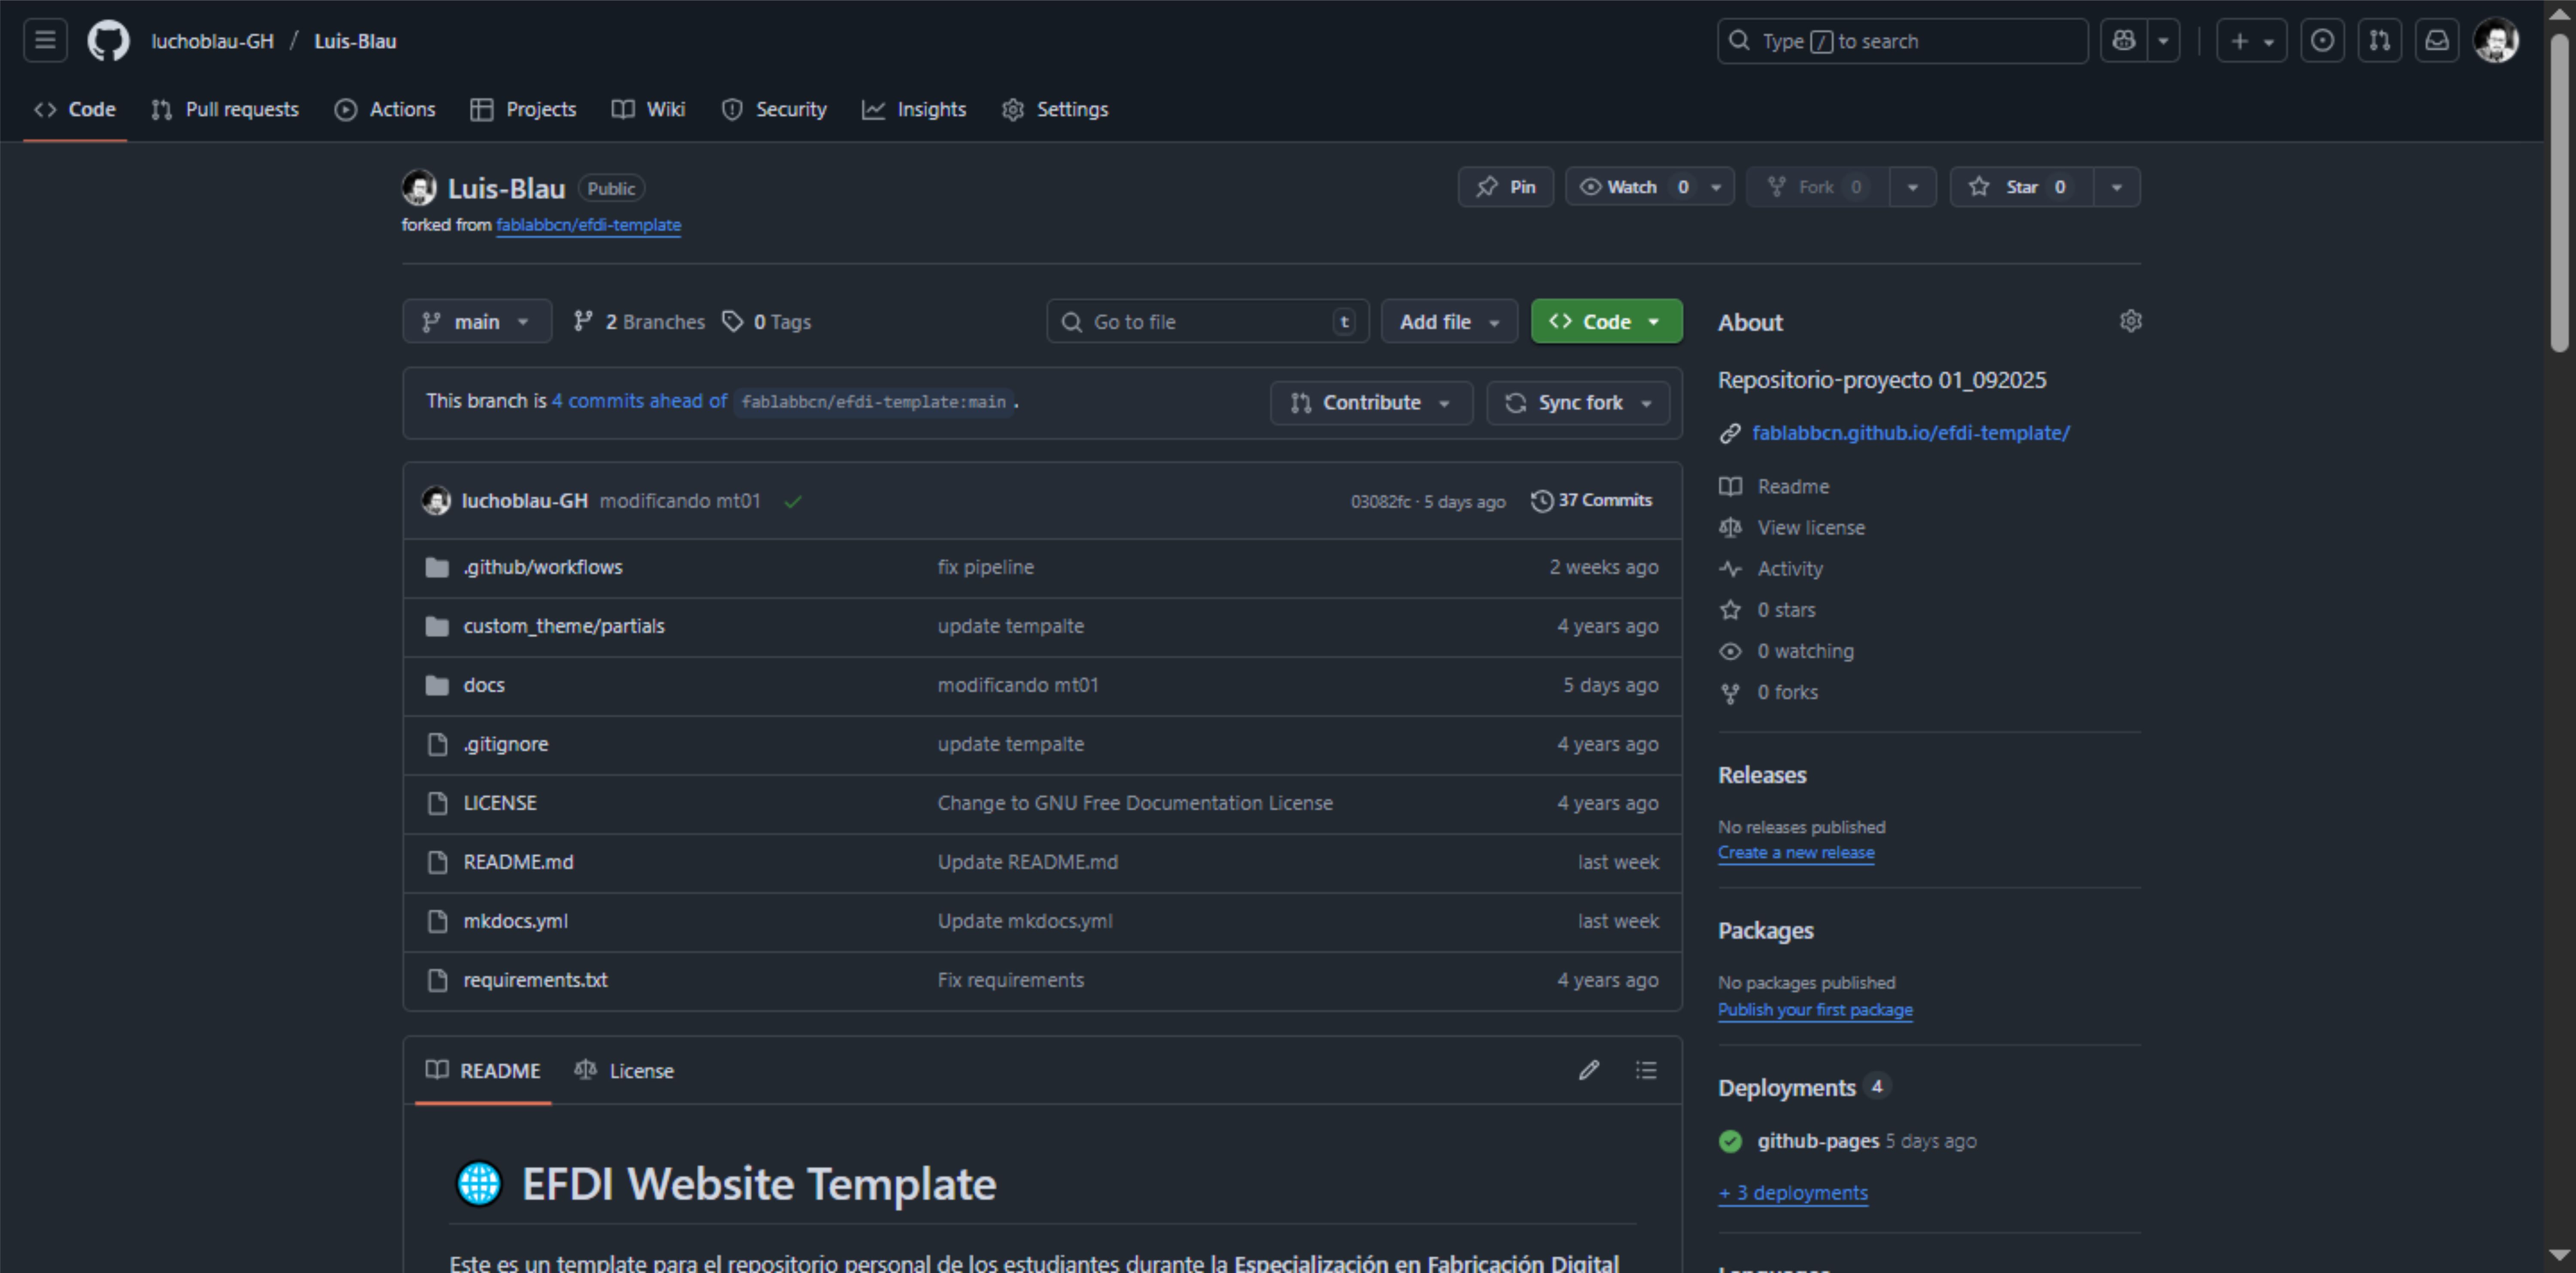 luchoblau-GH / Luis-Blau
Type / to search
Code Pull requests Actions Projects Wiki Security Insights Settings
Luis-Blau Public
Pin Watch 0 Fork 0 Star 0
forked from fablabbcn/efdi-template
main 2 Branches 0 Tags Go to file t Add file Code
This branch is 4 commits ahead of fablabbcn/efdi-template:main .
Contribute Sync fork
luchoblau-GH modificando mt01 03082fc · 5 days ago 37 Commits
.github/workflows fix pipeline 2 weeks ago
custom_theme/partials update tempalte 4 years ago
docs modificando mt01 5 days ago
.gitignore update tempalte 4 years ago
LICENSE Change to GNU Free Documentation License 4 years ago
README.md Update README.md last week
mkdocs.yml Update mkdocs.yml last week
requirements.txt Fix requirements 4 years ago
README License
EFDI Website Template
Este es un template para el repositorio personal de los estudiantes durante la Especialización en Fabricación Digital
About
Repositorio-proyecto 01_092025
fablabbcn.github.io/efdi-template/
Readme
View license
Activity
0 stars
0 watching
0 forks
Releases
No releases published
Create a new release
Packages
No packages published
Publish your first package
Deployments 4
github-pages 5 days ago
+ 3 deployments
Languages